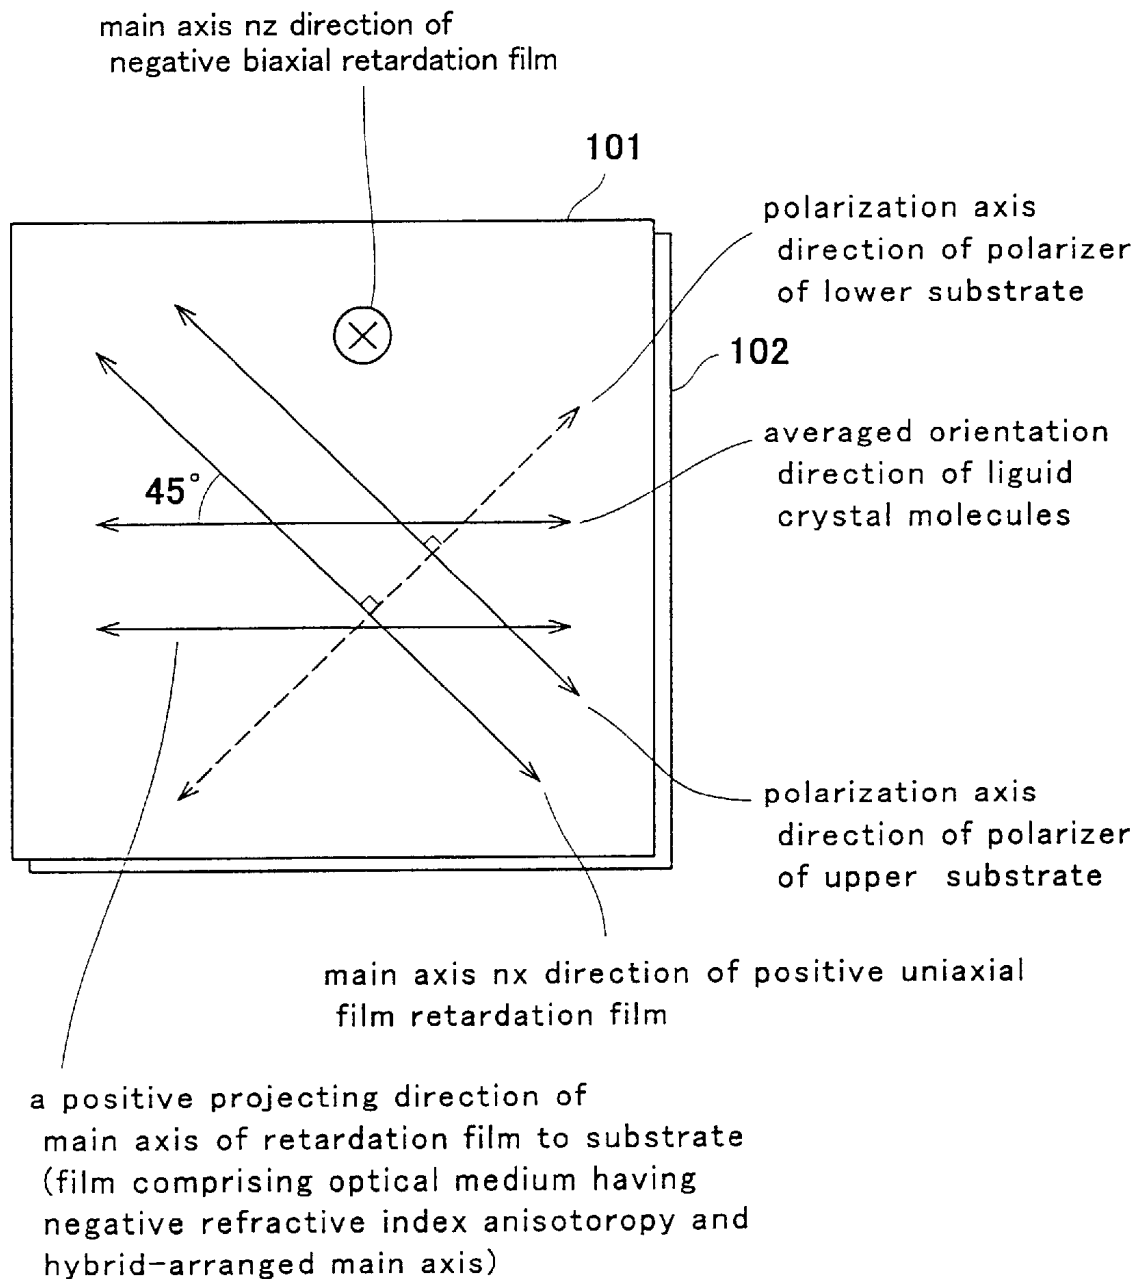 main axis nz direction of
negative biaxial retardation film
101
polarization axis
direction of polarizer
of lower substrate
102
averaged orientation
direction of liguid
crystal molecules
45°
polarization axis
direction of polarizer
of upper substrate
main axis nx direction of positive uniaxial
film retardation film
a positive projecting direction of
main axis of retardation film to substrate
(film comprising optical medium having
negative refractive index anisotoropy and
hybrid-arranged main axis)